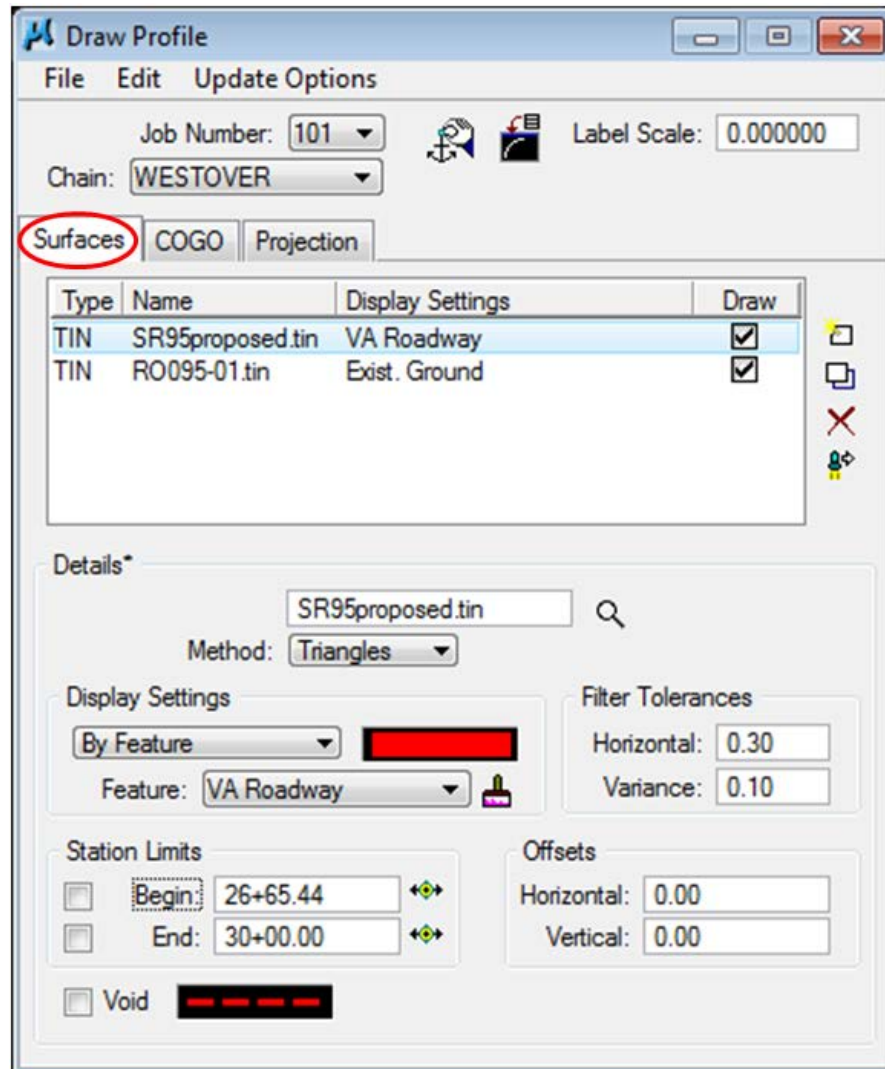 Draw Profile
File Edit Update Options
Job Number: 101 Label Scale: 0.000000
Chain: WESTOVER
Surfaces COGO Projection
Type Name Display Settings Draw
TIN SR95proposed.tin VA Roadway
TIN RO095-01.tin Exist. Ground
Details*
SR95proposed.tin
Method: Triangles
Display Settings Filter Tolerances
By Feature Horizontal: 0.30
Feature: VA Roadway Variance: 0.10
Station Limits Offsets
Begin: 26+65.44 Horizontal: 0.00
End: 30+00.00 Vertical: 0.00
Void